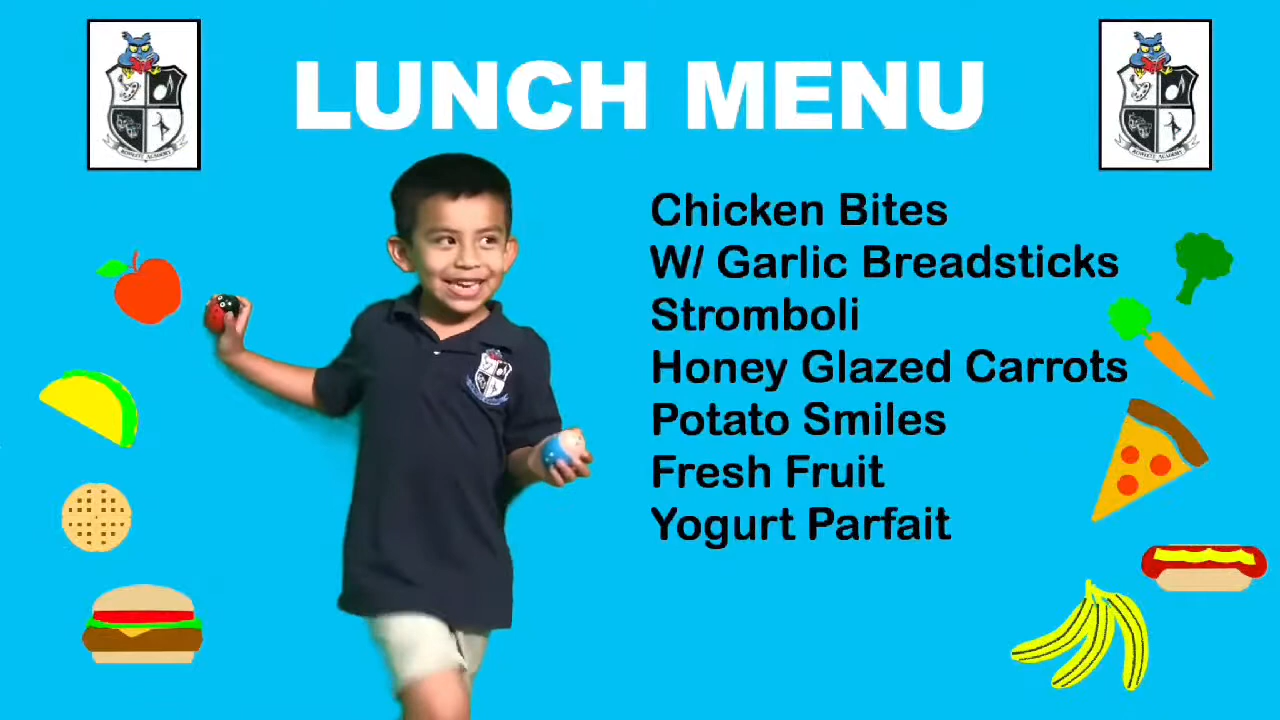 LUNCH MENU
Chicken Bites
W/ Garlic Breadsticks
Stromboli
Honey Glazed Carrots
Potato Smiles
Fresh Fruit
Yogurt Parfait